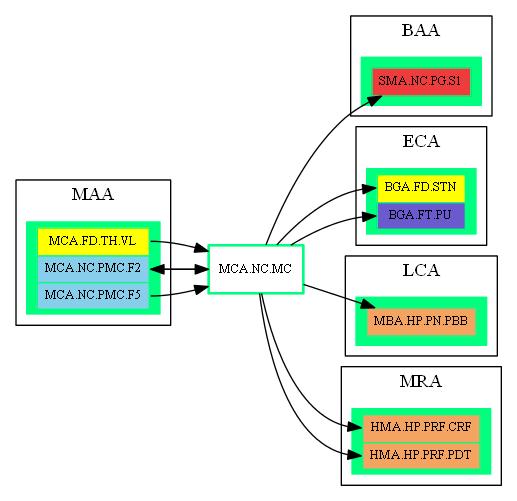 BAA
SMA.NC.PG.S1
ECA
BGA.FD.STN
BGA.FT.PU
MAA
MCA.FD.TH.VL
MCA.NC.PMC.F2
MCA.NC.PMC.F5
MCA.NC.MC
LCA
MBA.HP.PN.PBB
MRA
HMA.HP.PRF.CRF
HMA.HP.PRF.PDT